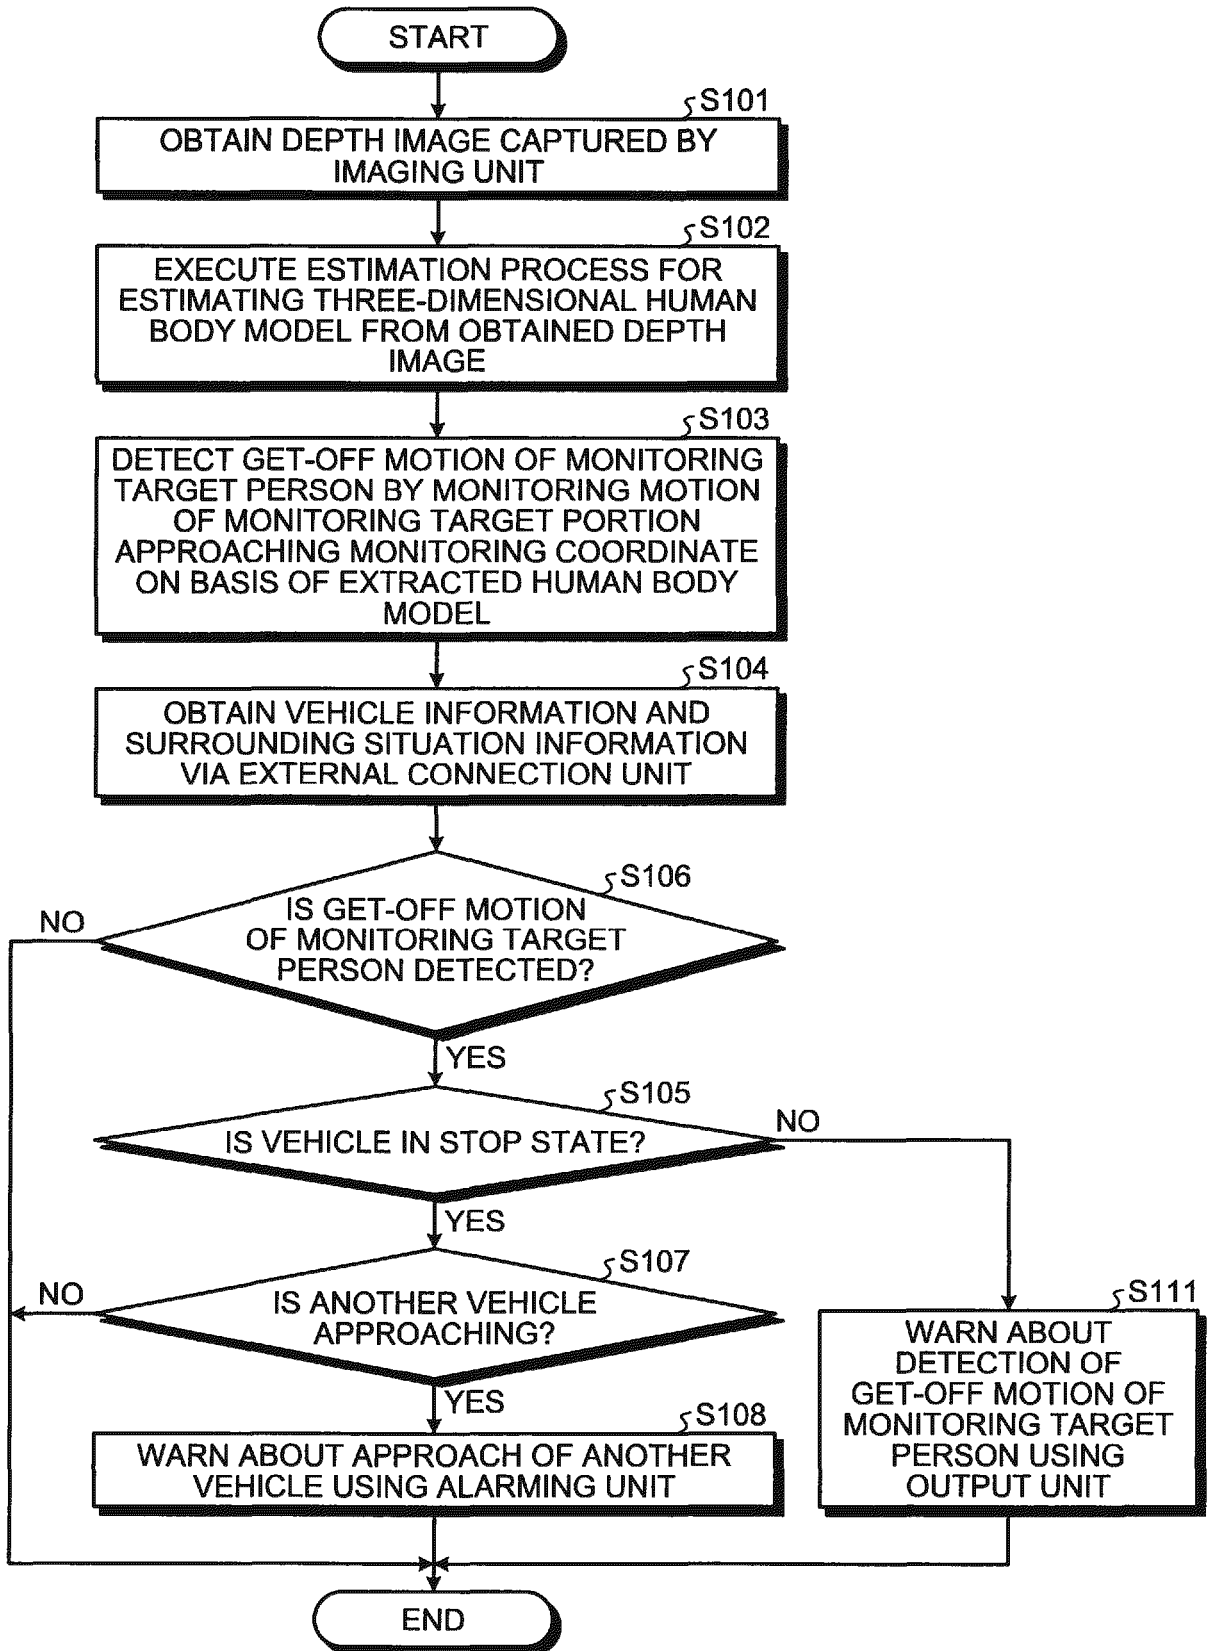 START
S101
OBTAIN DEPTH IMAGE CAPTURED BY
IMAGING UNIT
S102
EXECUTE ESTIMATION PROCESS FOR
ESTIMATING THREE-DIMENSIONAL HUMAN
BODY MODEL FROM OBTAINED DEPTH
IMAGE
S103
DETECT GET-OFF MOTION OF MONITORING
TARGET PERSON BY MONITORING MOTION
OF MONITORING TARGET PORTION
APPROACHING MONITORING COORDINATE
ON BASIS OF EXTRACTED HUMAN BODY
MODEL
S104
OBTAIN VEHICLE INFORMATION AND
SURROUNDING SITUATION INFORMATION
VIA EXTERNAL CONNECTION UNIT
S106
NO
IS GET-OFF MOTION
OF MONITORING TARGET
PERSON DETECTED?
YES
S105
NO
IS VEHICLE IN STOP STATE?
YES
S107
NO
IS ANOTHER VEHICLE
APPROACHING?
YES
S108
WARN ABOUT APPROACH OF ANOTHER
VEHICLE USING ALARMING UNIT
S111
WARN ABOUT
DETECTION OF
GET-OFF MOTION OF
MONITORING TARGET
PERSON USING
OUTPUT UNIT
END